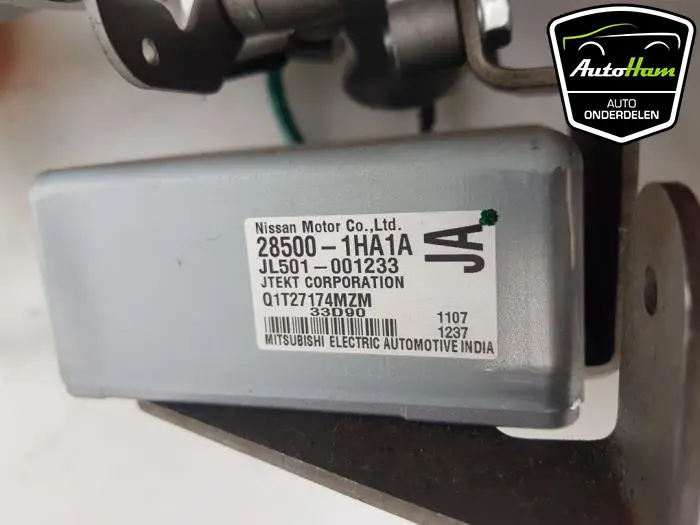 AutoHam
AUTO
ONDERDELEN
Nissan Motor Co.,Ltd.
28500-1HA1A
JA
JL501-001233
JTEKT CORPORATION
Q1T27174MZM
33D90
1107
1237
MITSUBISHI ELECTRIC AUTOMOTIVE INDIA